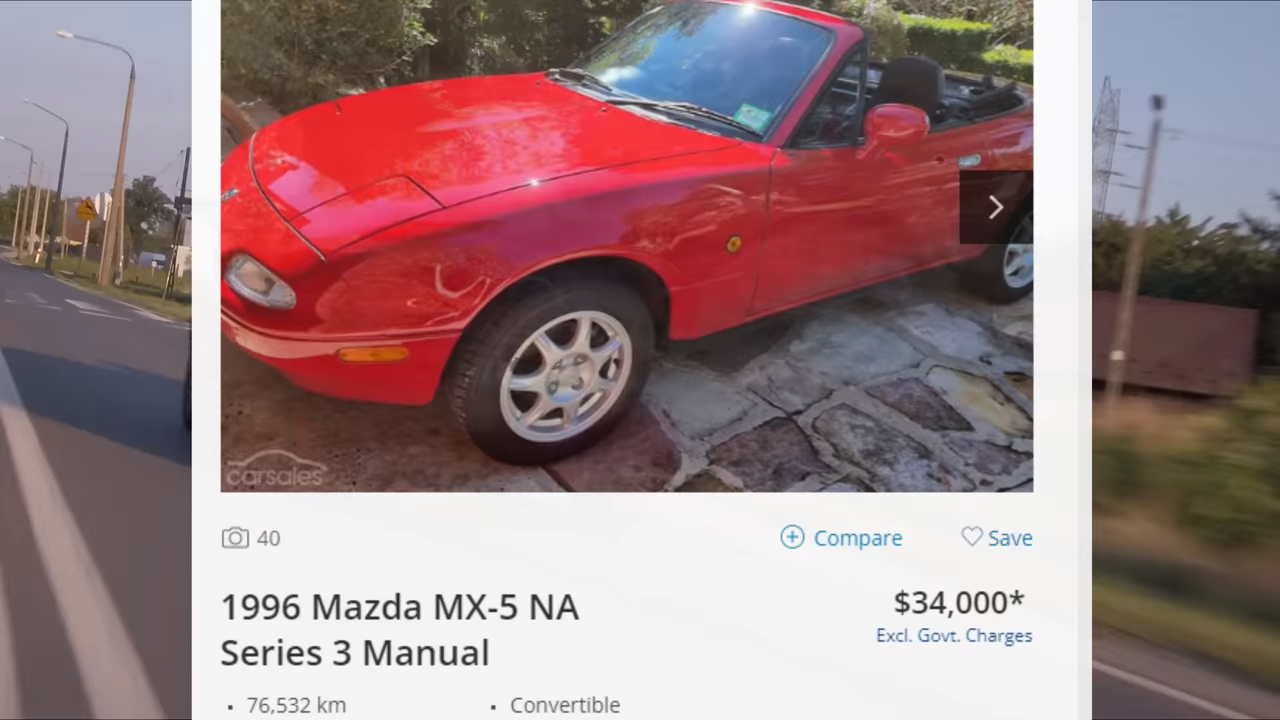 carsales
40
Compare
Save
1996 Mazda MX-5 NA
Series 3 Manual
$34,000*
Excl. Govt. Charges
76,532 km
Convertible